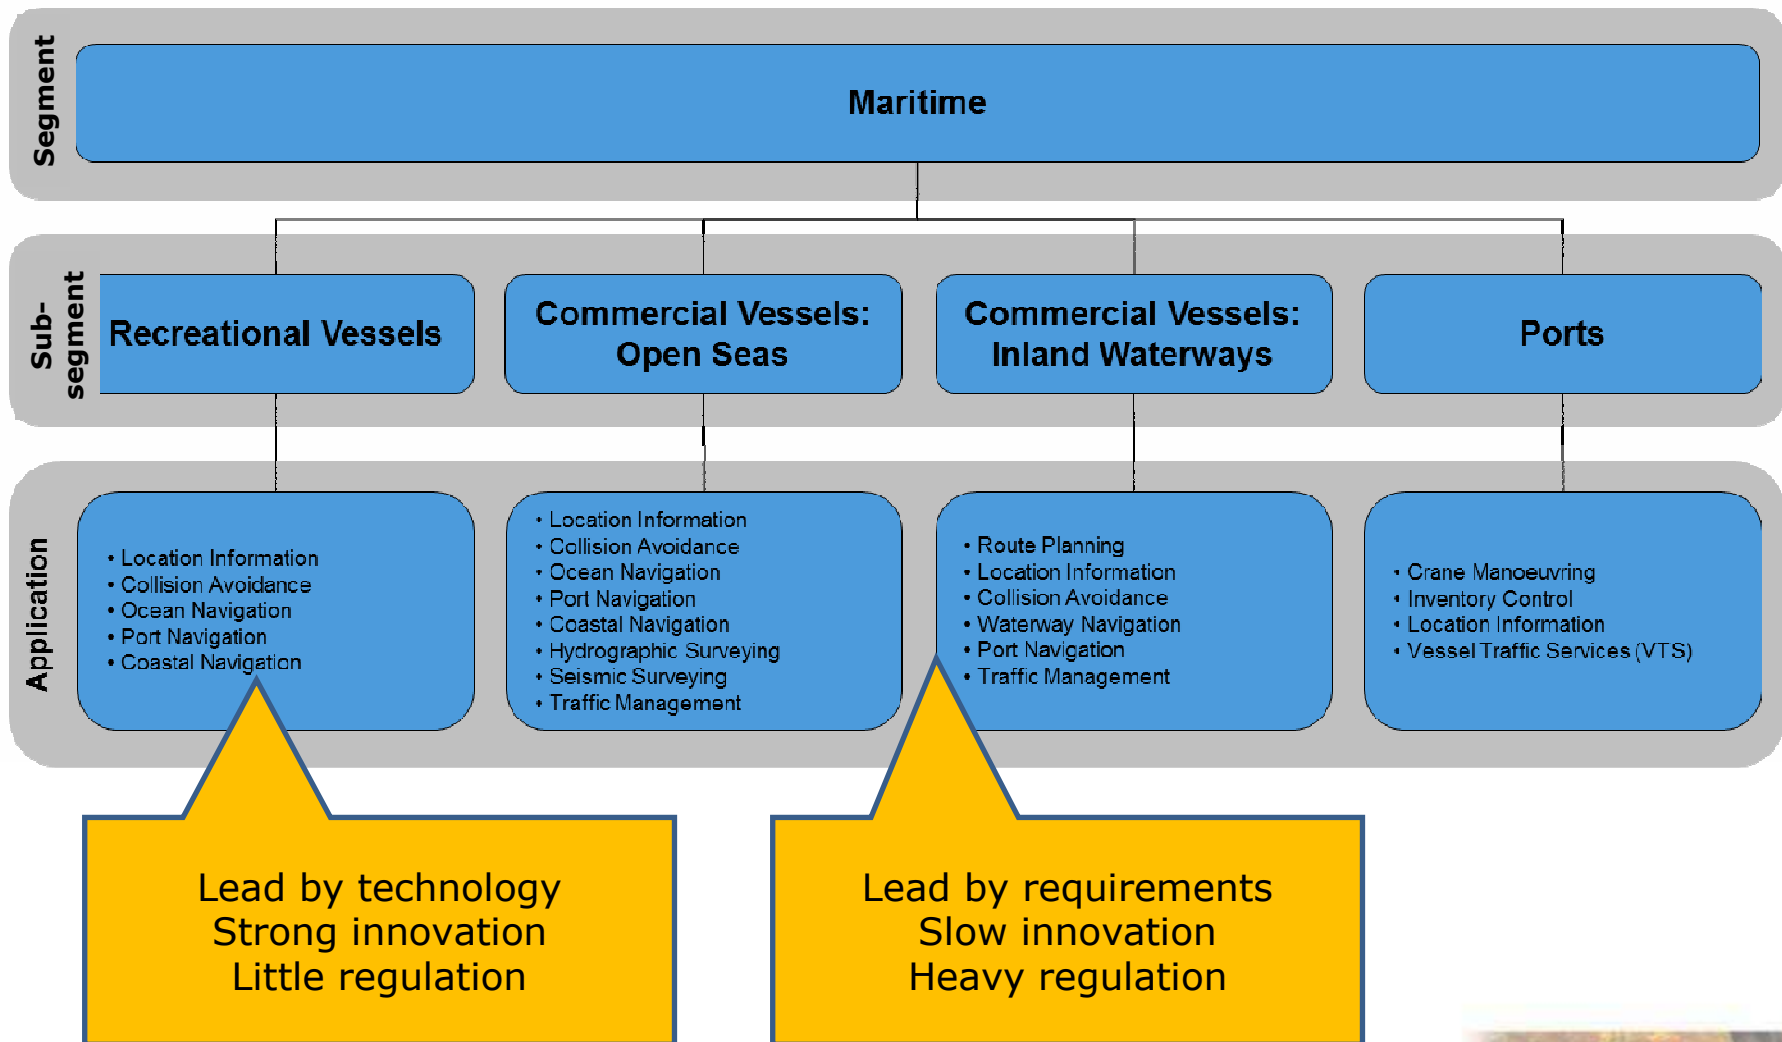 Segment
Maritime
Sub-
segment
Recreational Vessels
Commercial Vessels:
Open Seas
Commercial Vessels:
Inland Waterways
Ports
Application
• Location Information
• Collision Avoidance
• Ocean Navigation
• Port Navigation
• Coastal Navigation
• Location Information
• Collision Avoidance
• Ocean Navigation
• Port Navigation
• Coastal Navigation
• Hydrographic Surveying
• Seismic Surveying
• Traffic Management
• Route Planning
• Location Information
• Collision Avoidance
• Waterway Navigation
• Port Navigation
• Traffic Management
• Crane Manoeuvring
• Inventory Control
• Location Information
• Vessel Traffic Services (VTS)
Lead by technology
Strong innovation
Little regulation
Lead by requirements
Slow innovation
Heavy regulation